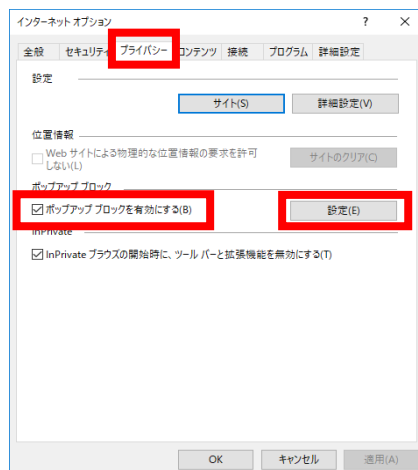 インターネット オプション ? ×
全般 セキュリティ プライバシー コンテンツ 接続 プログラム 詳細設定
設定
サイト(S) 詳細設定(V)
位置情報
Web サイトによる物理的な位置情報の要求を許可 サイトのクリア(C)
しない(L)
ポップアップ ブロック
ポップアップ ブロックを有効にする(B) 設定(E)
InPrivate
InPrivate ブラウズの開始時に、ツール バーと拡張機能を無効にする(T)
OK キャンセル 適用(A)